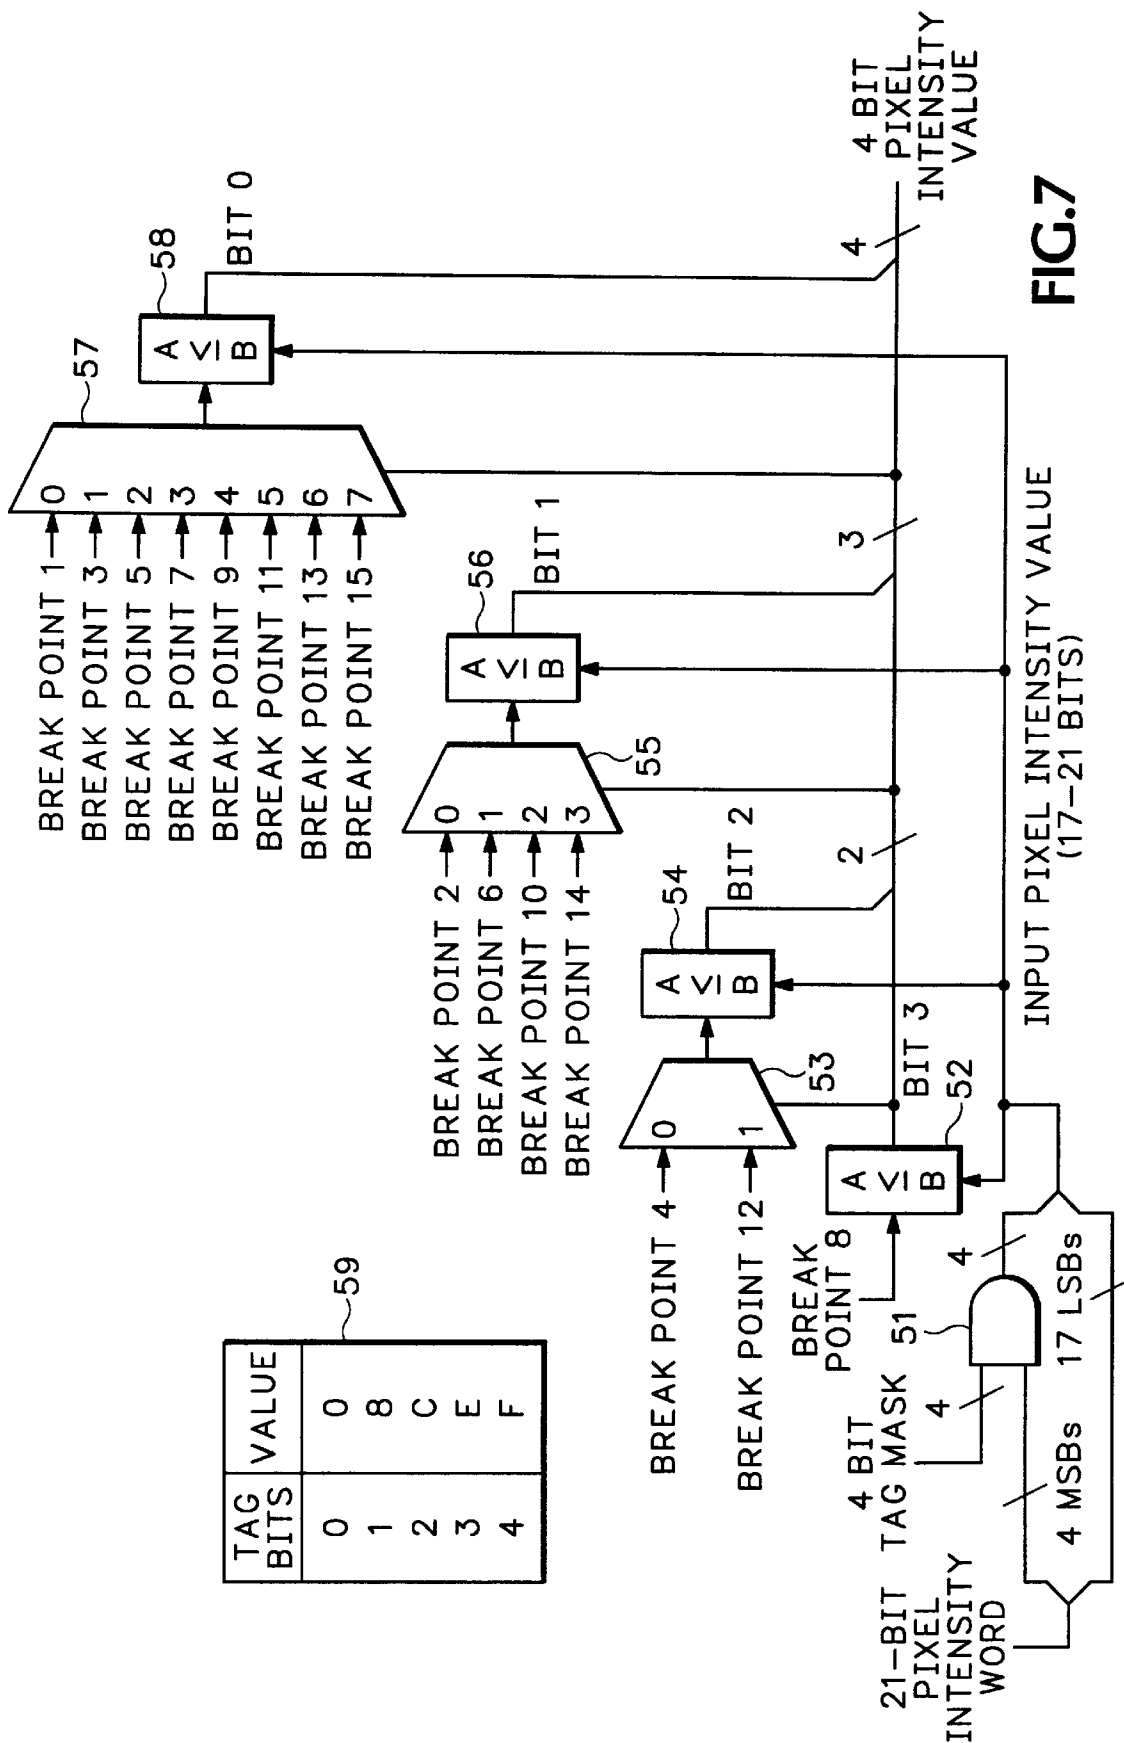 TAG
BITS
VALUE
0 0
1 8
2 C
3 E
4 F
59
BREAK POINT 1
BREAK POINT 3
BREAK POINT 5
BREAK POINT 7
BREAK POINT 9
BREAK POINT 11
BREAK POINT 13
BREAK POINT 15
0
1
2
3
4
5
6
7
57
A
≤
B
58
BIT 0
BREAK POINT 2
BREAK POINT 6
BREAK POINT 10
BREAK POINT 14
0
1
2
3
55
A
≤
B
56
BIT 1
BREAK POINT 4
BREAK POINT 12
0
1
53
A
≤
B
54
BIT 2
BREAK
POINT 8
A
≤
B
52
BIT 3
2
3
4
4 BIT
PIXEL
INTENSITY
VALUE
21-BIT
PIXEL
INTENSITY
WORD
4 BIT
TAG MASK
4
51
4
4 MSBs
17 LSBs
INPUT PIXEL INTENSITY VALUE
(17-21 BITS)
FIG.7